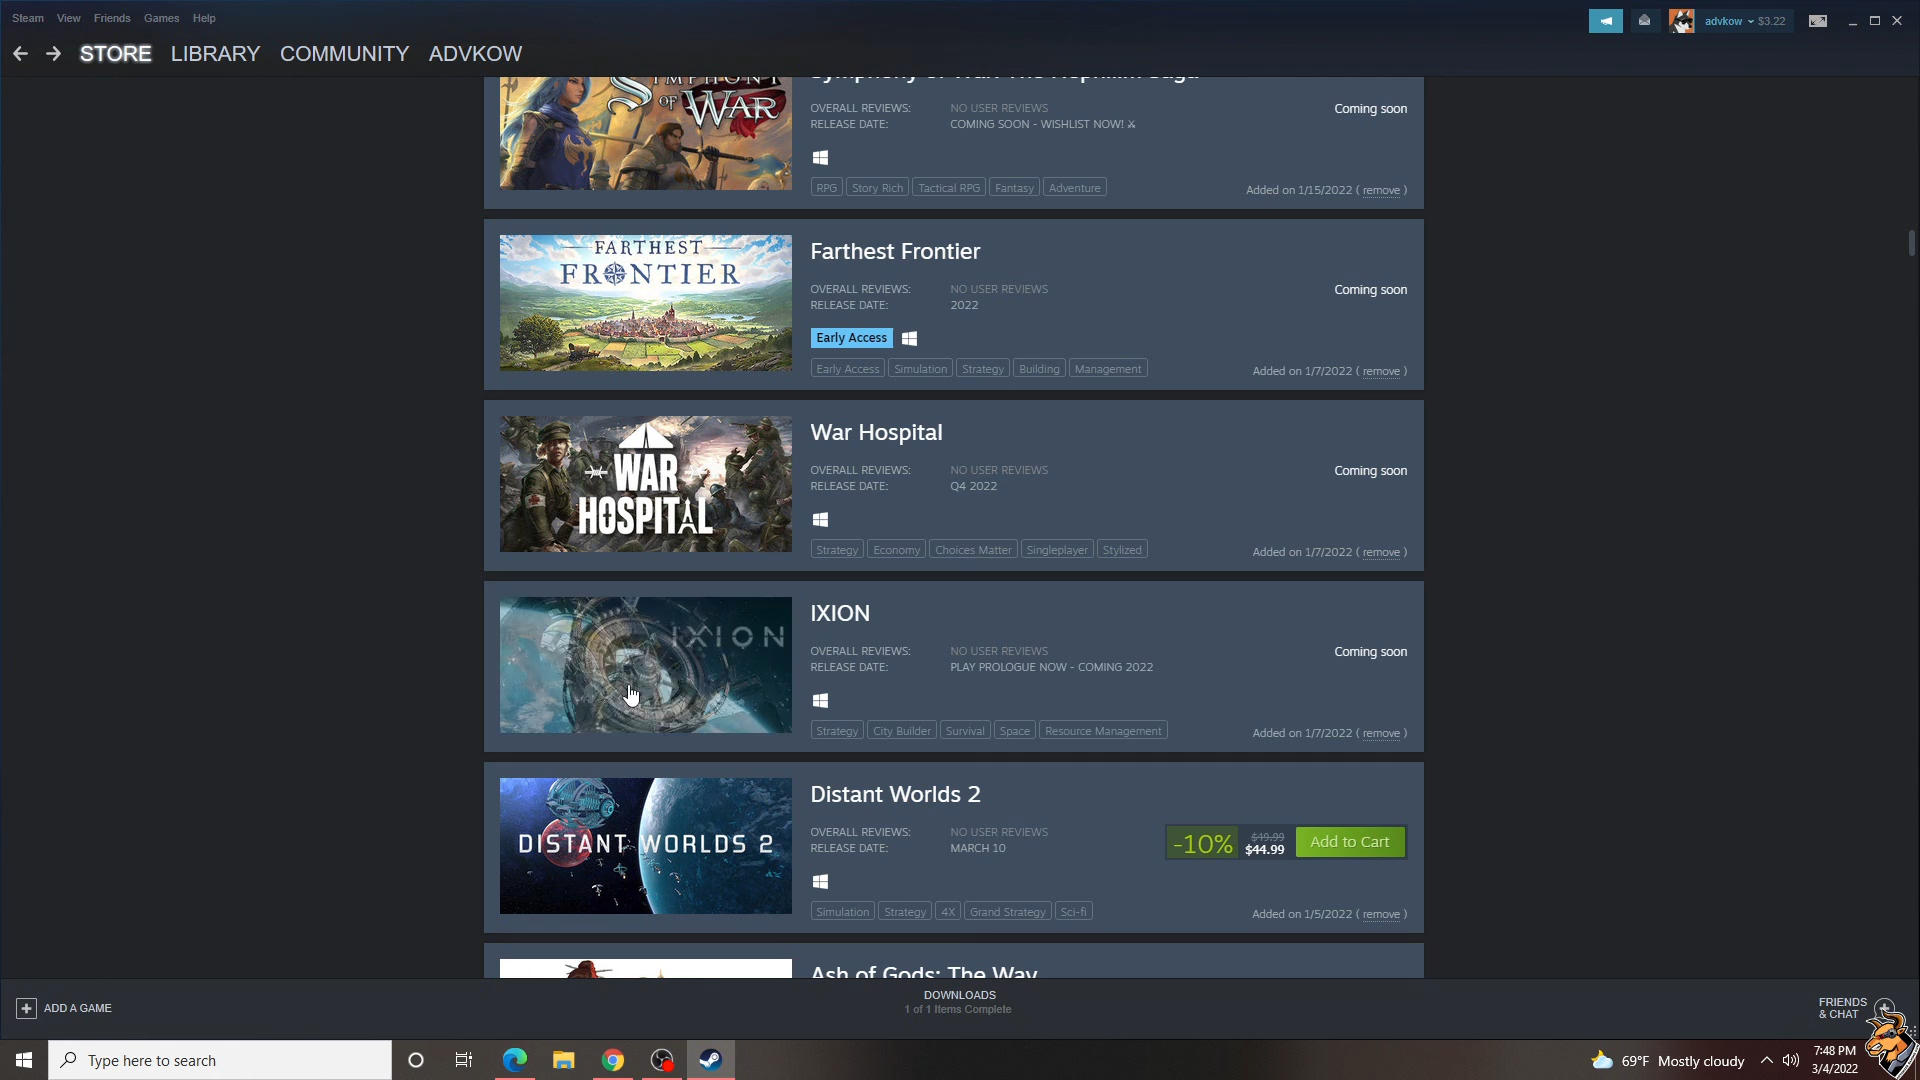 Steam View Friends Games Help
advkow $3.22
STORE LIBRARY COMMUNITY ADVKOW
SYMPHONY OF WAR
Symphony of War: The Nephilim Saga
OVERALL REVIEWS: NO USER REVIEWS
RELEASE DATE: COMING SOON - WISHLIST NOW! ⚔
Coming soon
RPG Story Rich Tactical RPG Fantasy Adventure
Added on 1/15/2022 ( remove )
FARTHEST
FRONTIER
Farthest Frontier
OVERALL REVIEWS: NO USER REVIEWS
RELEASE DATE: 2022
Coming soon
Early Access
Early Access Simulation Strategy Building Management
Added on 1/7/2022 ( remove )
WAR
HOSPITAL
War Hospital
OVERALL REVIEWS: NO USER REVIEWS
RELEASE DATE: Q4 2022
Coming soon
Strategy Economy Choices Matter Singleplayer Stylized
Added on 1/7/2022 ( remove )
IXION
IXION
OVERALL REVIEWS: NO USER REVIEWS
RELEASE DATE: PLAY PROLOGUE NOW - COMING 2022
Coming soon
Strategy City Builder Survival Space Resource Management
Added on 1/7/2022 ( remove )
DISTANT WORLDS 2
Distant Worlds 2
OVERALL REVIEWS: NO USER REVIEWS
RELEASE DATE: MARCH 10
-10% $49.99 $44.99 Add to Cart
Simulation Strategy 4X Grand Strategy Sci-fi
Added on 1/5/2022 ( remove )
Ash of Gods: The Way
ADD A GAME
DOWNLOADS
1 of 1 Items Complete
FRIENDS
& CHAT
Type here to search
69°F Mostly cloudy
7:48 PM
3/4/2022